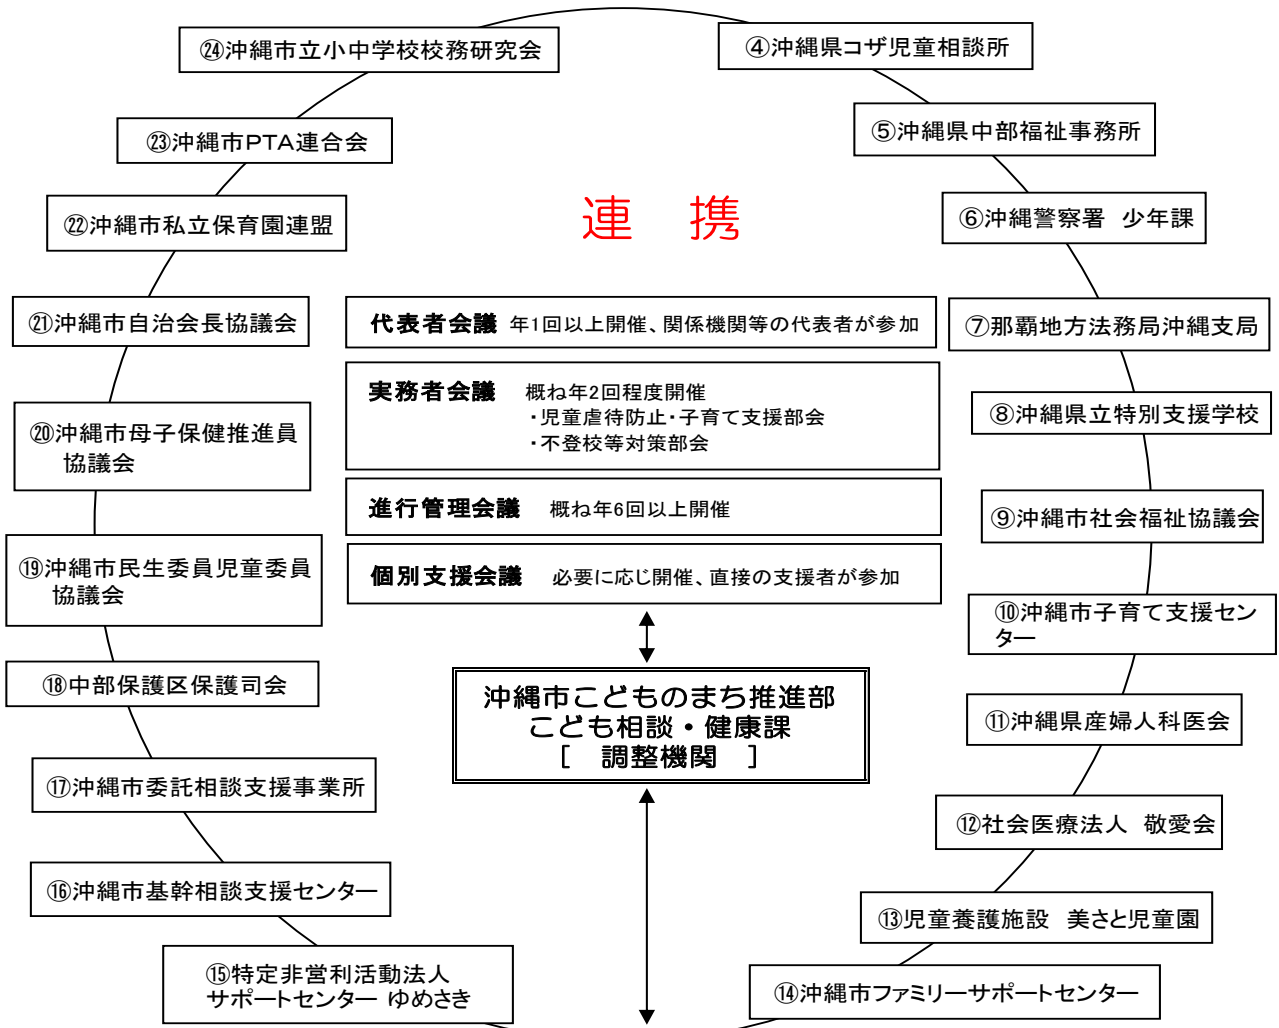 ㉔沖縄市立小中学校校務研究会
④沖縄県コザ児童相談所
㉓沖縄市PTA連合会
⑤沖縄県中部福祉事務所
㉒沖縄市私立保育園連盟
連　携
⑥沖縄警察署　少年課
㉑沖縄市自治会長協議会
代表者会議 年1回以上開催、関係機関等の代表者が参加
⑦那覇地方法務局沖縄支局
実務者会議　概ね年2回程度開催
・児童虐待防止・子育て支援部会
・不登校等対策部会
⑧沖縄県立特別支援学校
⑳沖縄市母子保健推進員
協議会
進行管理会議　概ね年6回以上開催
⑨沖縄市社会福祉協議会
⑲沖縄市民生委員児童委員
協議会
個別支援会議　必要に応じ開催、直接の支援者が参加
⑩沖縄市子育て支援セン
ター
⑱中部保護区保護司会
沖縄市こどものまち推進部
こども相談・健康課
［　調整機関　］
⑪沖縄県産婦人科医会
⑰沖縄市委託相談支援事業所
⑫社会医療法人　敬愛会
⑯沖縄市基幹相談支援センター
⑬児童養護施設　美さと児童園
⑮特定非営利活動法人
サポートセンター ゆめさき
⑭沖縄市ファミリーサポートセンター